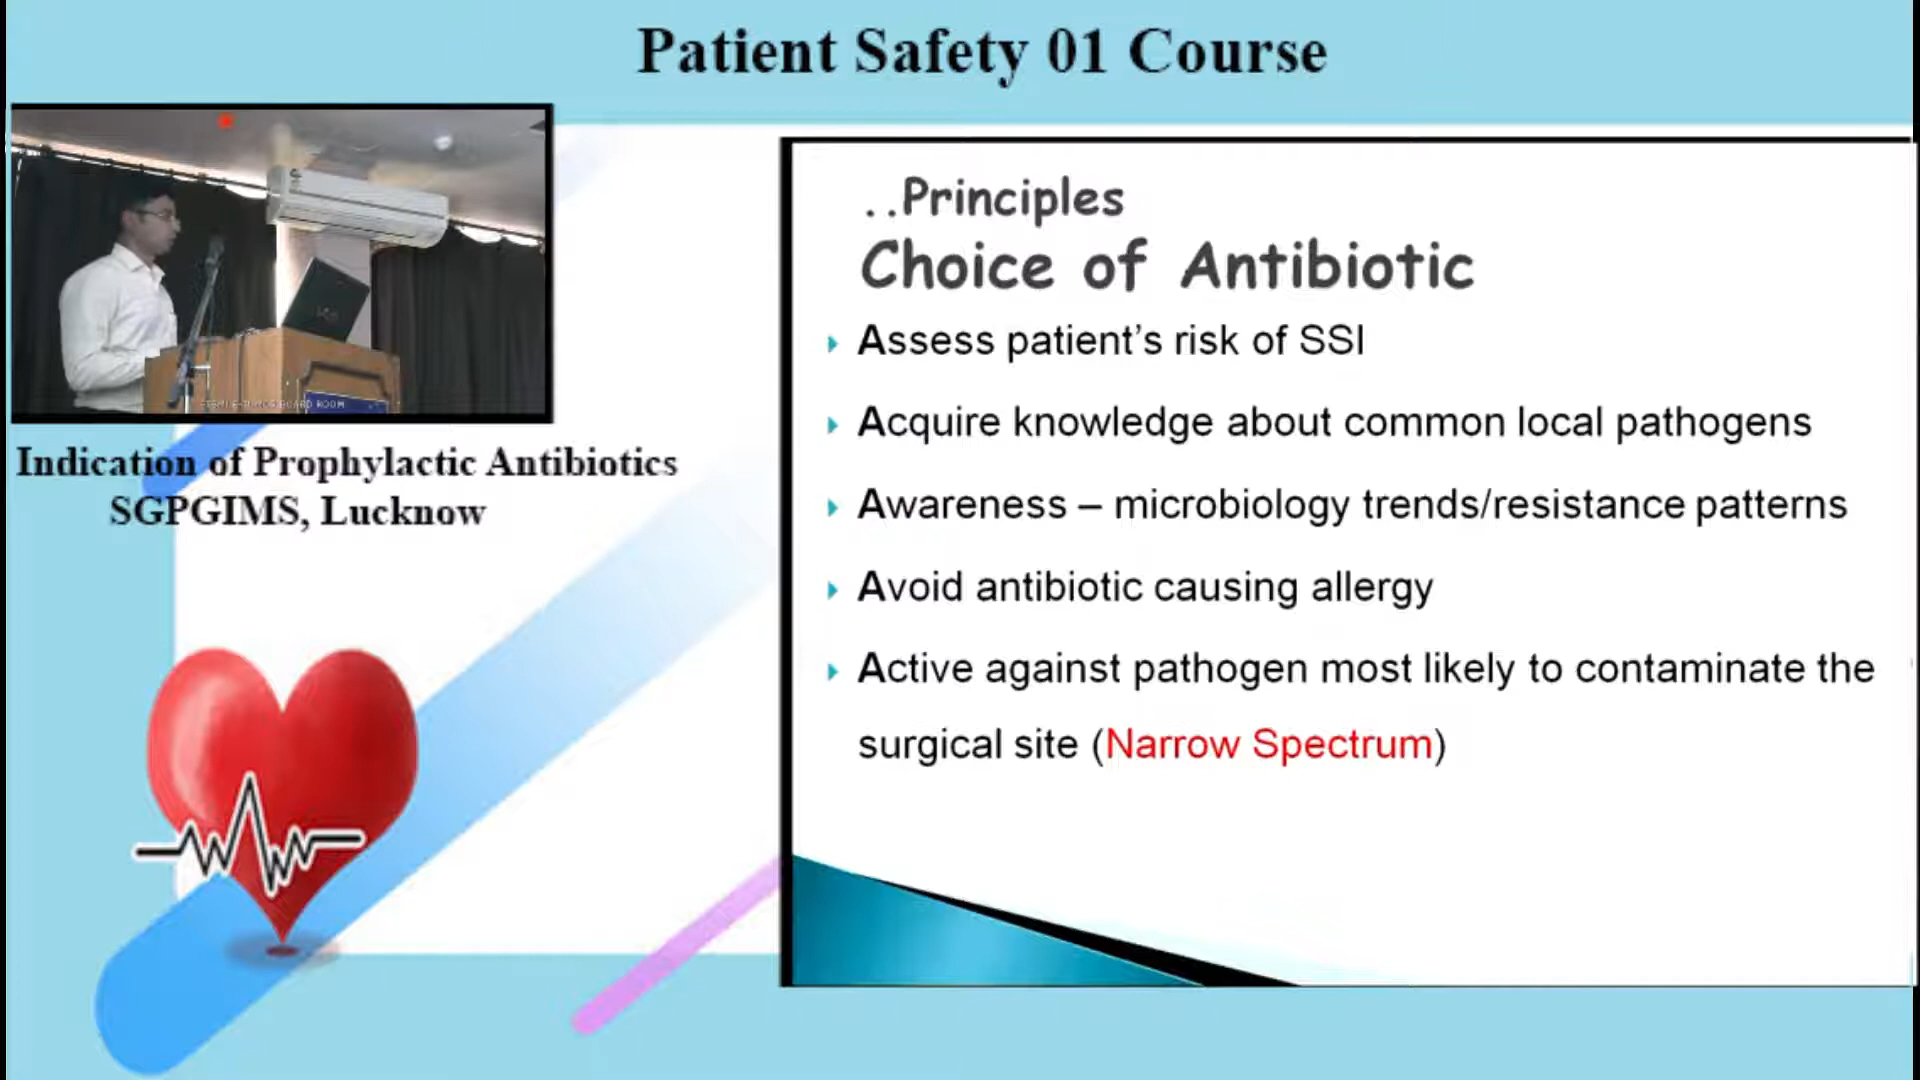 Patient Safety 01 Course
Indication of Prophylactic Antibiotics
SGPGIMS, Lucknow
..Principles
Choice of Antibiotic
Assess patient's risk of SSI
Acquire knowledge about common local pathogens
Awareness – microbiology trends/resistance patterns
Avoid antibiotic causing allergy
Active against pathogen most likely to contaminate the
surgical site (Narrow Spectrum)